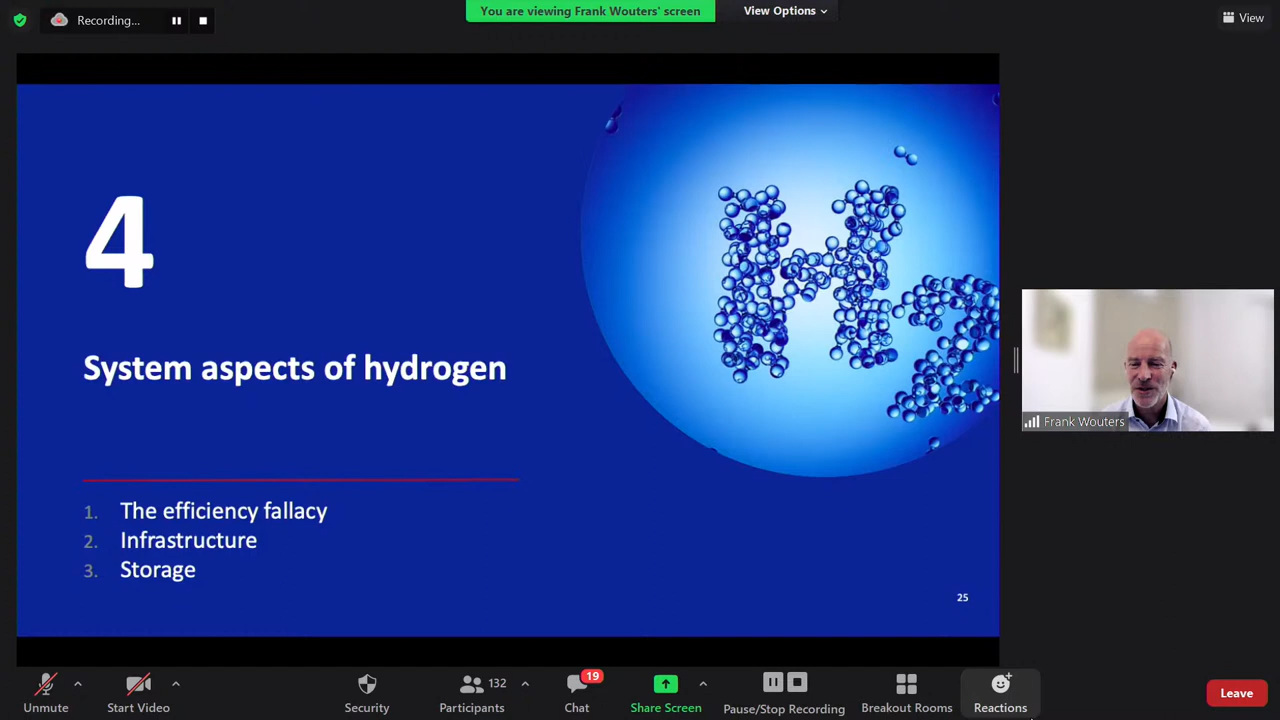 Recording...
You are viewing Frank Wouters' screen
View Options
View
4
System aspects of hydrogen
1. The efficiency fallacy
2. Infrastructure
3. Storage
25
H2
Frank Wouters
Unmute
Start Video
Security
132
Participants
19
Chat
Share Screen
Pause/Stop Recording
Breakout Rooms
Reactions
Leave